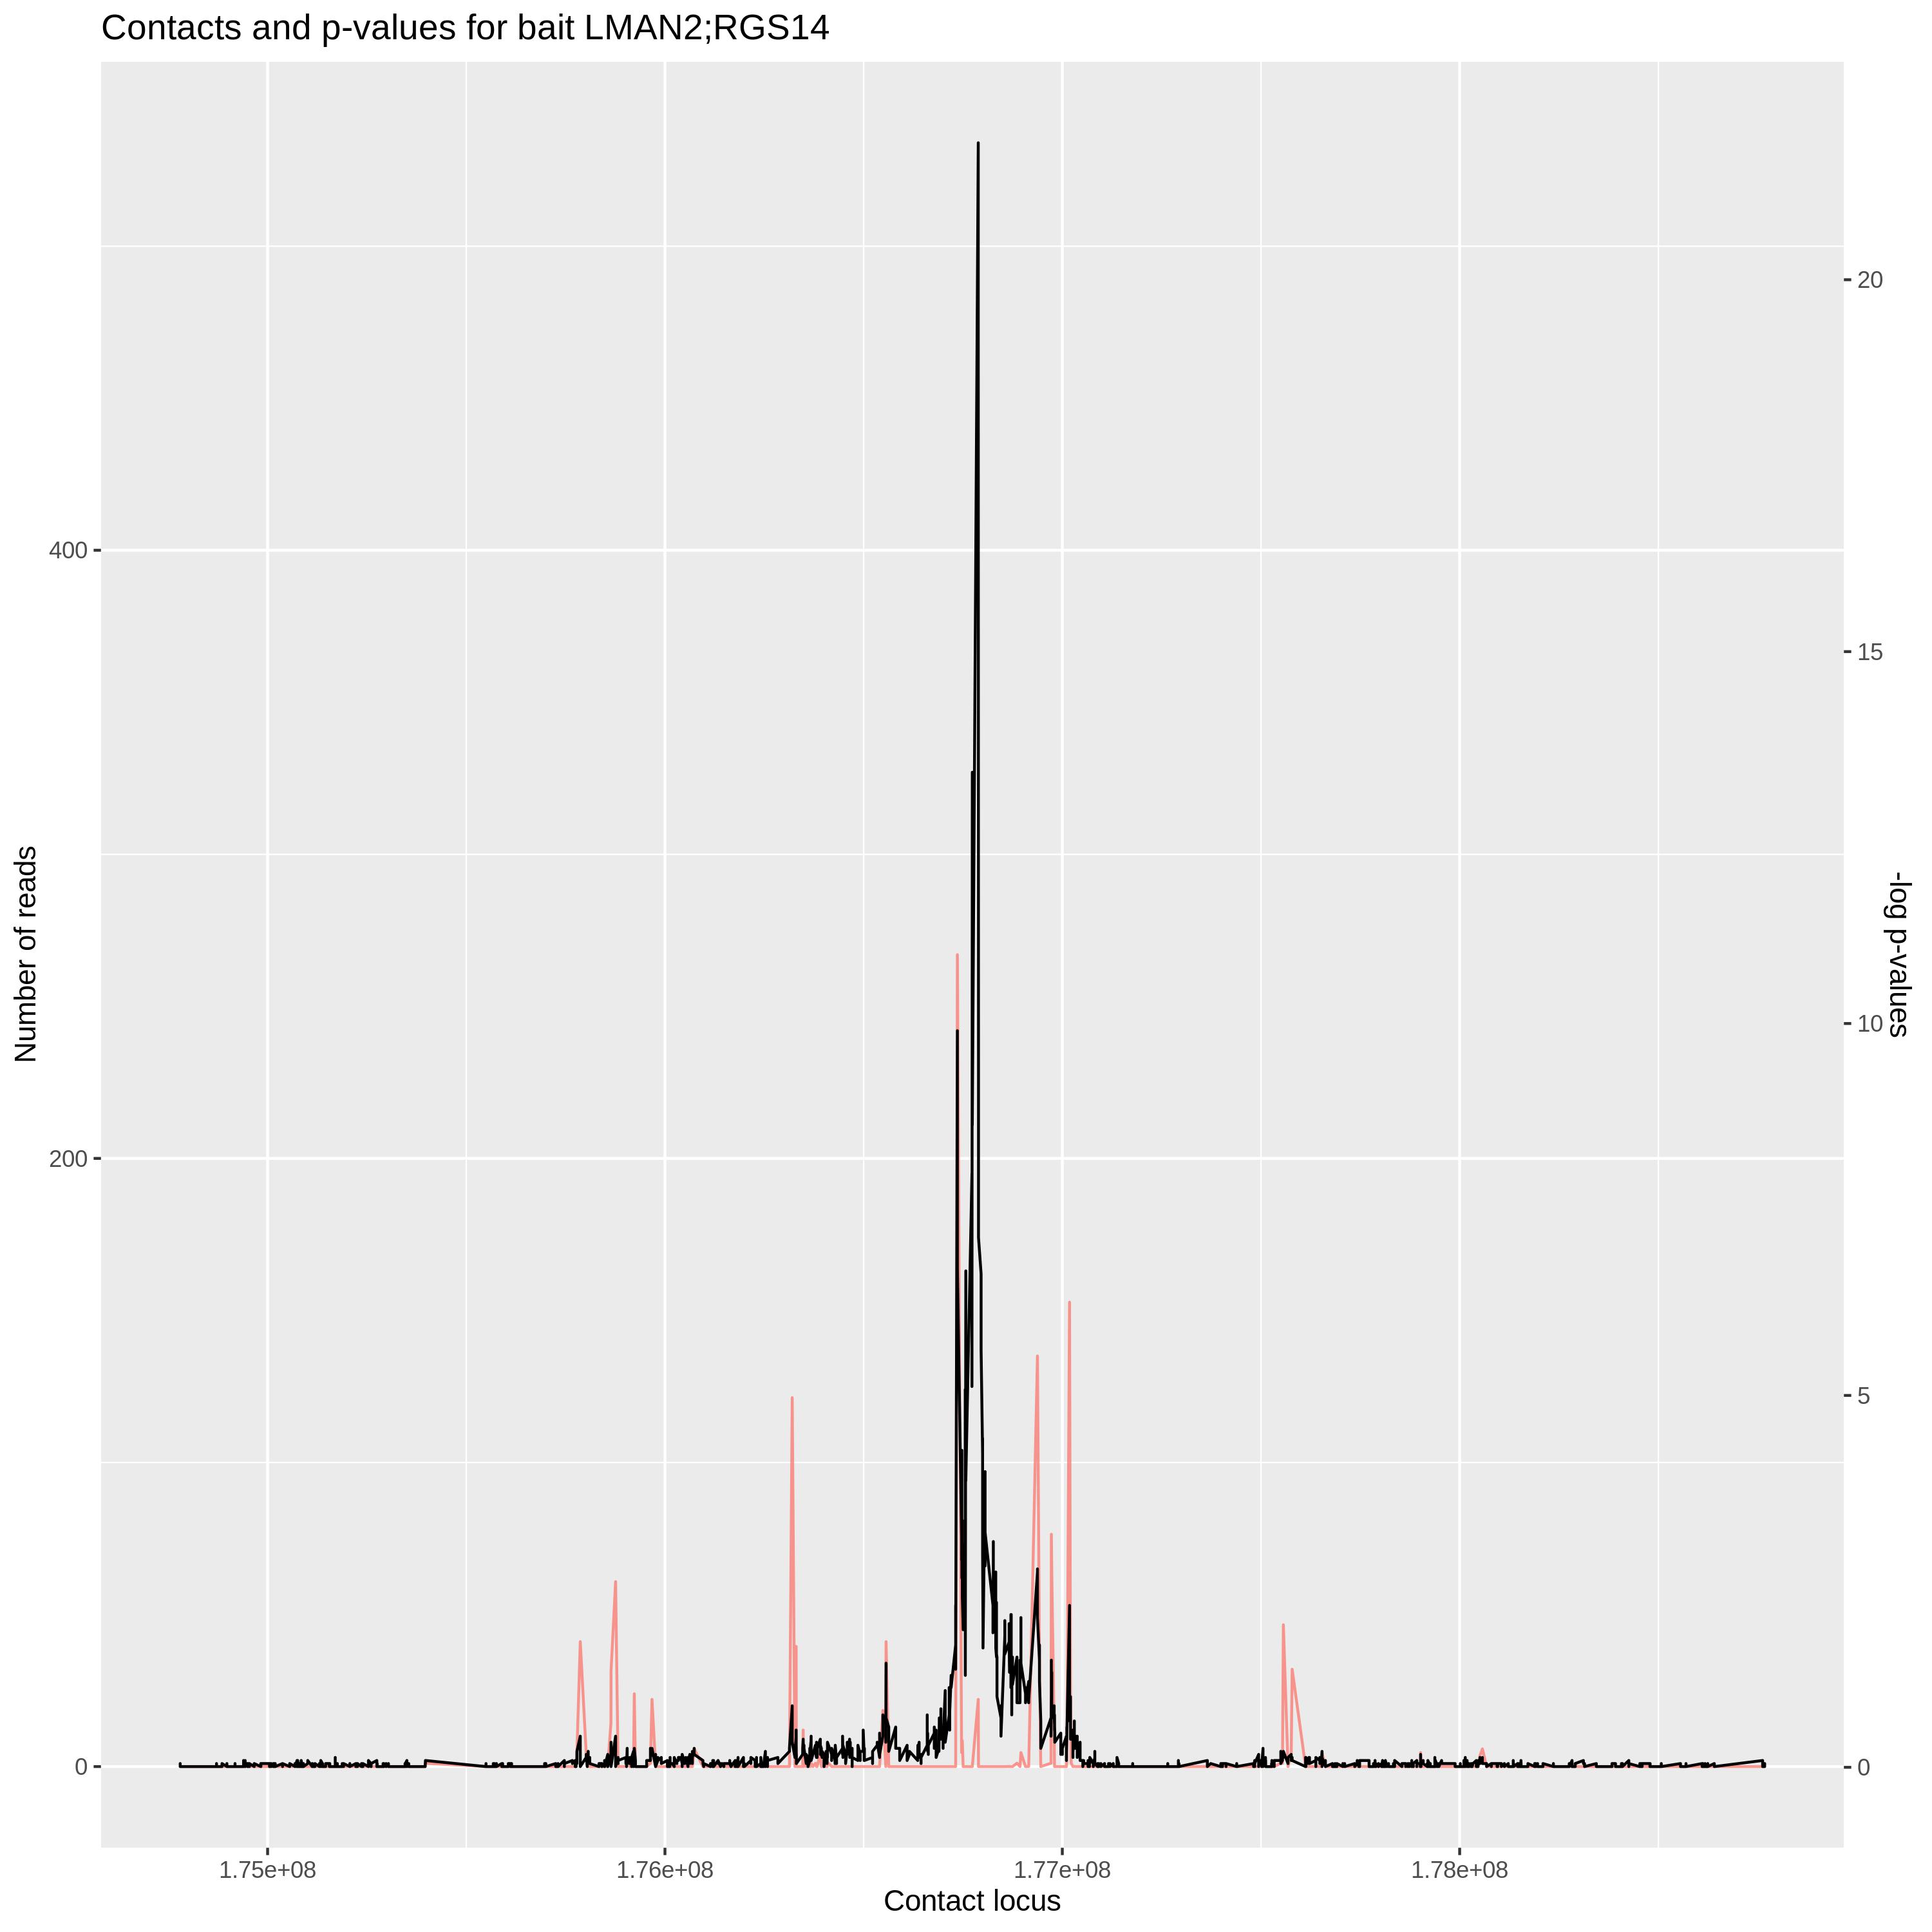 Contacts and p-values for bait LMAN2;RGS14
Number of reads
400
200
0
20
15
10
5
0
-log p-values
1.75e+08 1.76e+08 1.77e+08 1.78e+08
Contact locus